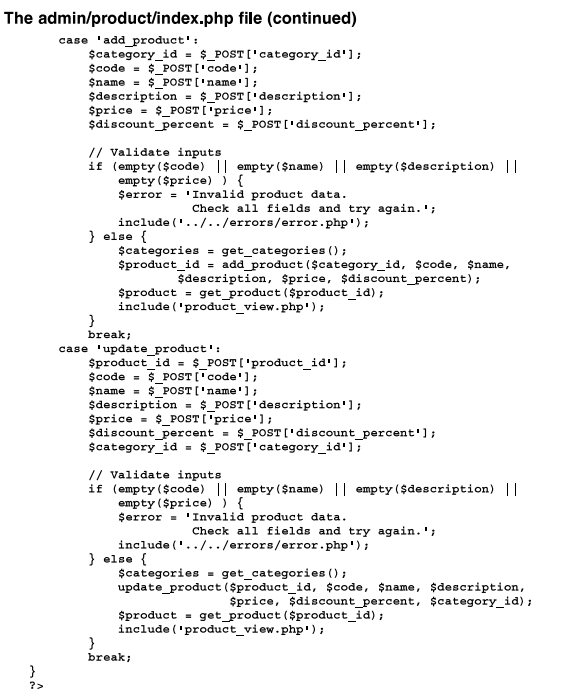 The admin/product/index.php file (continued)
case 'add_product':
$category_id = $_POST['category_id'];
$code = $_POST['code'];
$name = $_POST['name'];
$description = $_POST['description'];
$price = $_POST['price'];
$discount_percent = $_POST['discount_percent'];
// Validate inputs
if (empty($code) || empty($name) || empty($description) ||
empty($price) ) {
$error = 'Invalid product data.
Check all fields and try again.';
include('../../errors/error.php');
} else {
$categories = get_categories();
$product_id = add_product($category_id, $code, $name,
$description, $price, $discount_percent);
$product = get_product($product_id);
include('product_view.php');
}
break;
case 'update_product':
$product_id = $_POST['product_id'];
$code = $_POST['code'];
$name = $_POST['name'];
$description = $_POST['description'];
$price = $_POST['price'];
$discount_percent = $_POST['discount_percent'];
$category_id = $_POST['category_id'];
// Validate inputs
if (empty($code) || empty($name) || empty($description) ||
empty($price) ) {
$error = 'Invalid product data.
Check all fields and try again.';
include('../../errors/error.php');
} else {
$categories = get_categories();
update_product($product_id, $code, $name, $description,
$price, $discount_percent, $category_id);
$product = get_product($product_id);
include('product_view.php');
}
break;
}
?>